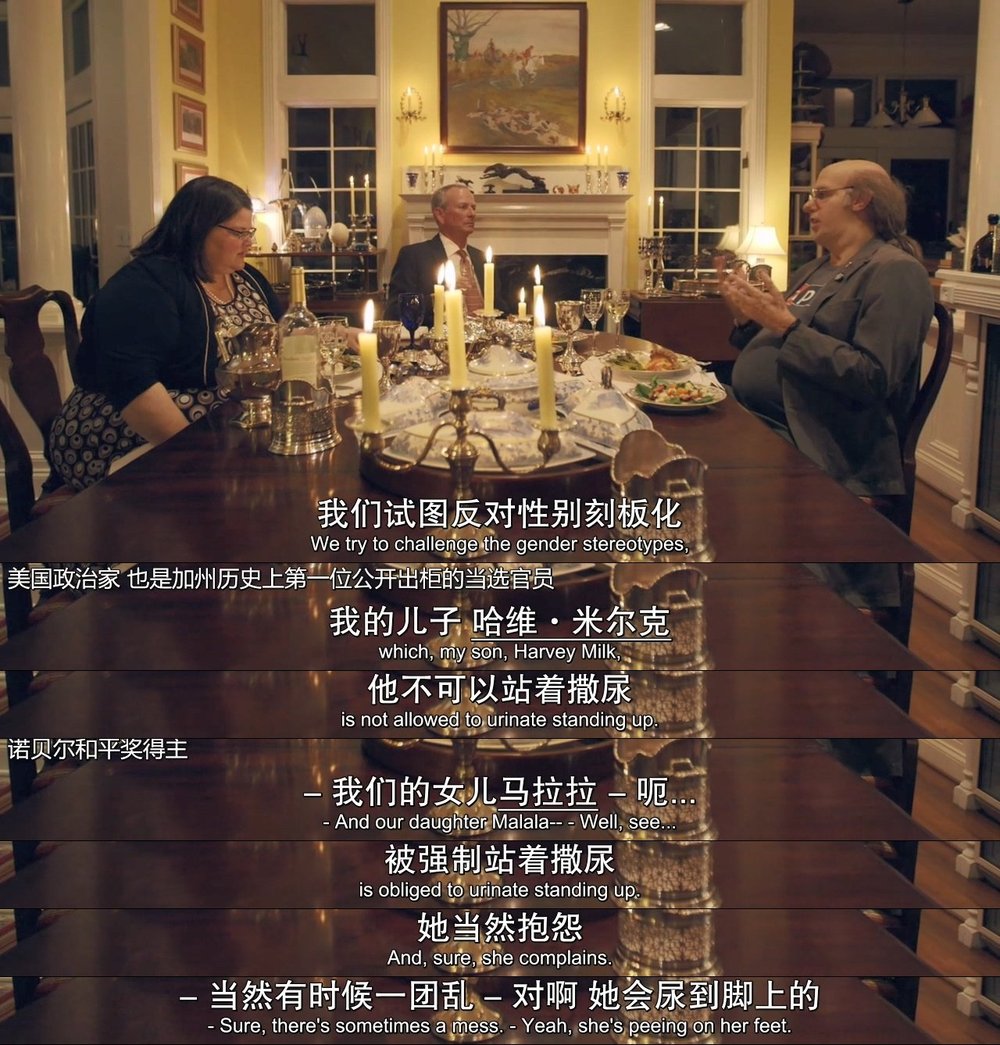 我们试图反对性别刻板化
We try to challenge the gender stereotypes,
美国政治家 也是加州历史上第一位公开出柜的当选官员
我的儿子 哈维·米尔克
which, my son, Harvey Milk,
他不可以站着撒尿
is not allowed to urinate standing up.
诺贝尔和平奖得主
– 我们的女儿马拉拉 – 呃...
- And our daughter Malala-- - Well, see...
被强制站着撒尿
is obliged to urinate standing up.
她当然抱怨
And, sure, she complains.
– 当然有时候一团乱 – 对啊 她会尿到脚上的
- Sure, there's sometimes a mess. - Yeah, she's peeing on her feet.